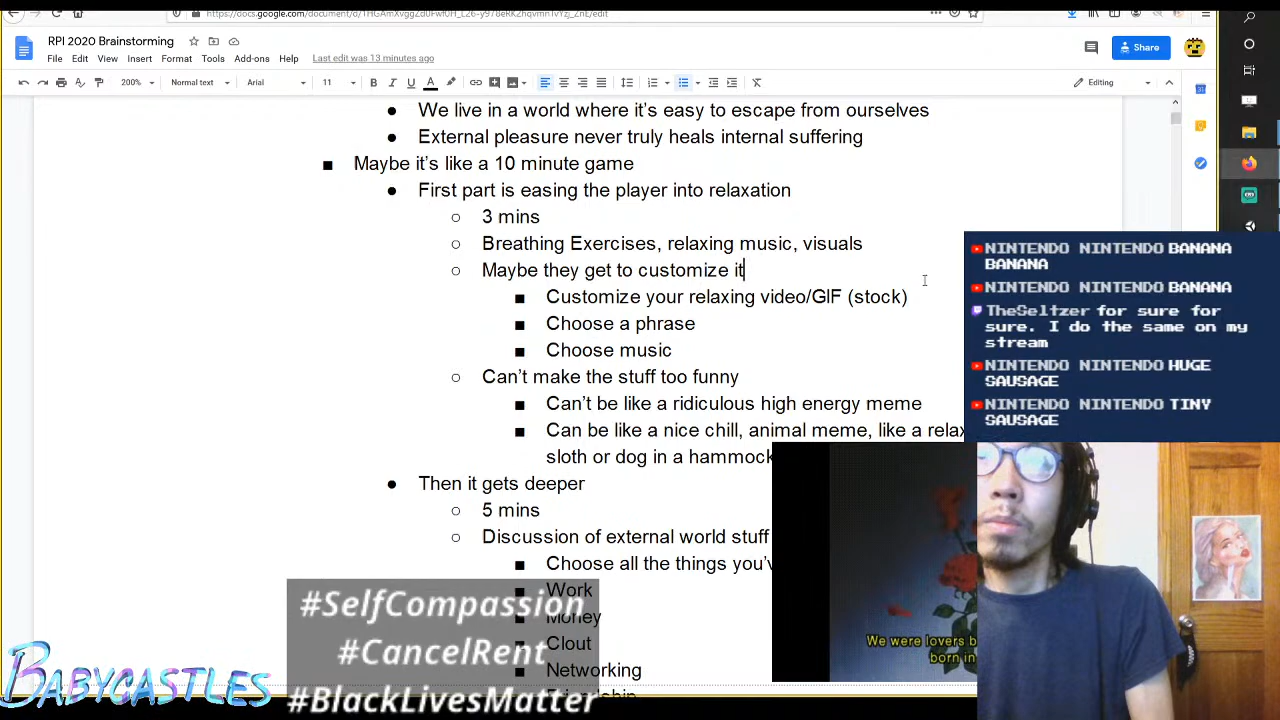 RPI 2020 Brainstorming
File Edit View Insert Format Tools Add-ons Help Last edit was 13 minutes ago
Share
200% Normal text Arial 11 Editing
We live in a world where it's easy to escape from ourselves
External pleasure never truly heals internal suffering
Maybe it's like a 10 minute game
First part is easing the player into relaxation
3 mins
Breathing Exercises, relaxing music, visuals
Maybe they get to customize it
Customize your relaxing video/GIF (stock)
Choose a phrase
Choose music
Can't make the stuff too funny
Can't be like a ridiculous high energy meme
Can be like a nice chill, animal meme, like a
sloth or dog in a hammock
Then it gets deeper
5 mins
Discussion of external world stuff
Choose all the things
Work
Money
Clout
Networking
Friendship
NINTENDO NINTENDO BANANA
BANANA
NINTENDO NINTENDO BANANA
TheSeltzer for sure for
sure. I do the same on my
stream
NINTENDO NINTENDO HUGE
SAUSAGE
NINTENDO NINTENDO TINY
SAUSAGE
We were lovers
born in
#SelfCompassion
#CancelRent
#BlackLivesMatter
BABYCASTLES